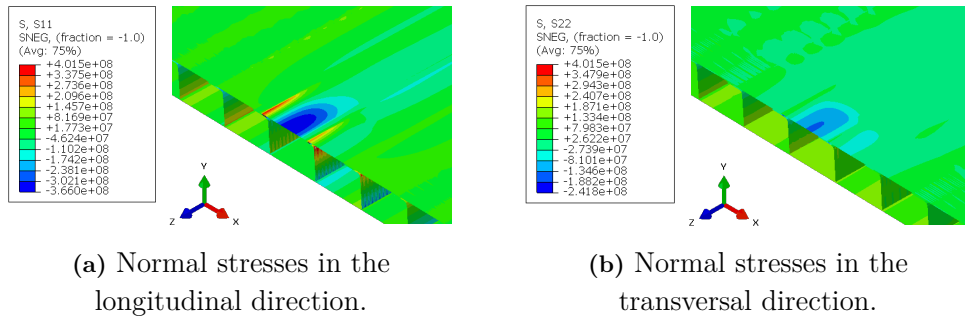 S, S11
SNEG, (fraction = -1.0)
(Avg: 75%)
+4.015e+08
+3.375e+08
+2.736e+08
+2.096e+08
+1.457e+08
+8.169e+07
+1.773e+07
-4.624e+07
-1.102e+08
-1.742e+08
-2.381e+08
-3.021e+08
-3.660e+08
Y
Z
X
(a) Normal stresses in the
longitudinal direction.
S, S22
SNEG, (fraction = -1.0)
(Avg: 75%)
+4.015e+08
+3.479e+08
+2.943e+08
+2.407e+08
+1.871e+08
+1.334e+08
+7.983e+07
+2.622e+07
-2.739e+07
-8.101e+07
-1.346e+08
-1.882e+08
-2.418e+08
Y
Z
X
(b) Normal stresses in the
transversal direction.